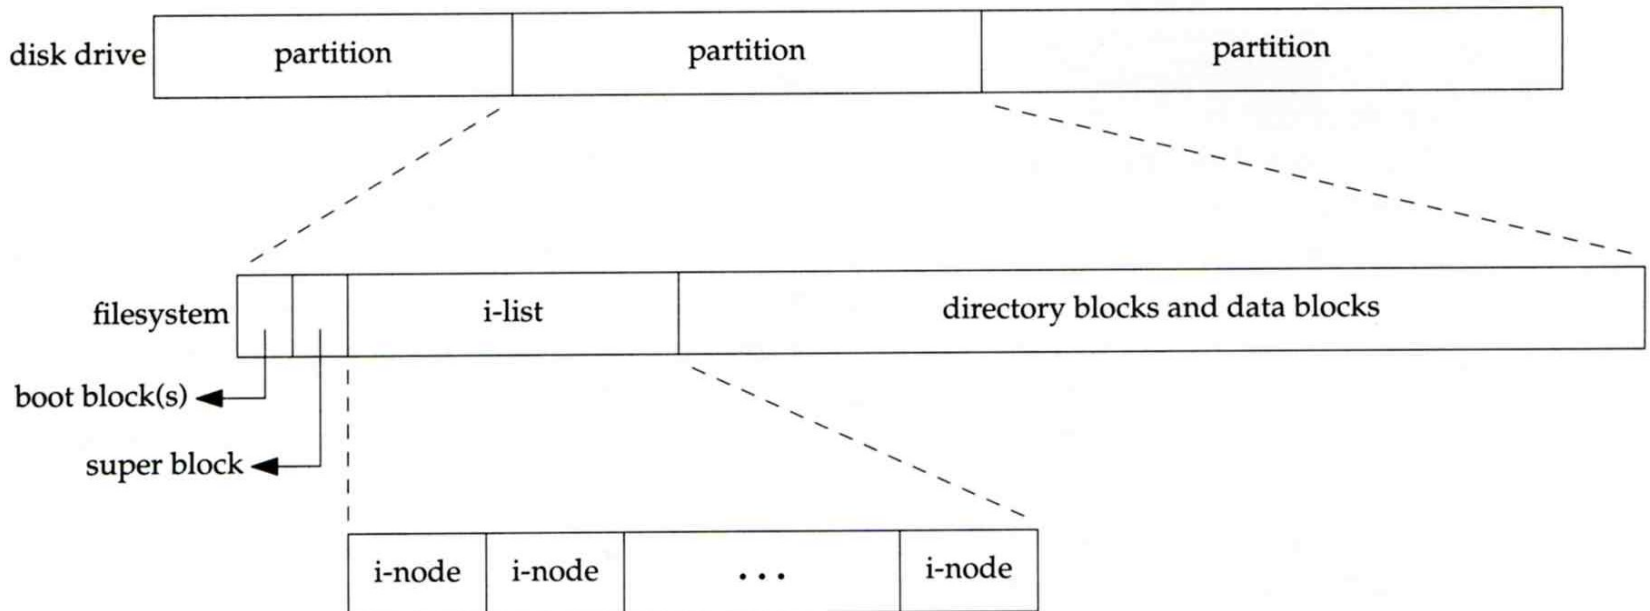 disk drive partition partition partition
filesystem i-list directory blocks and data blocks
boot block(s)
super block
i-node i-node ... i-node